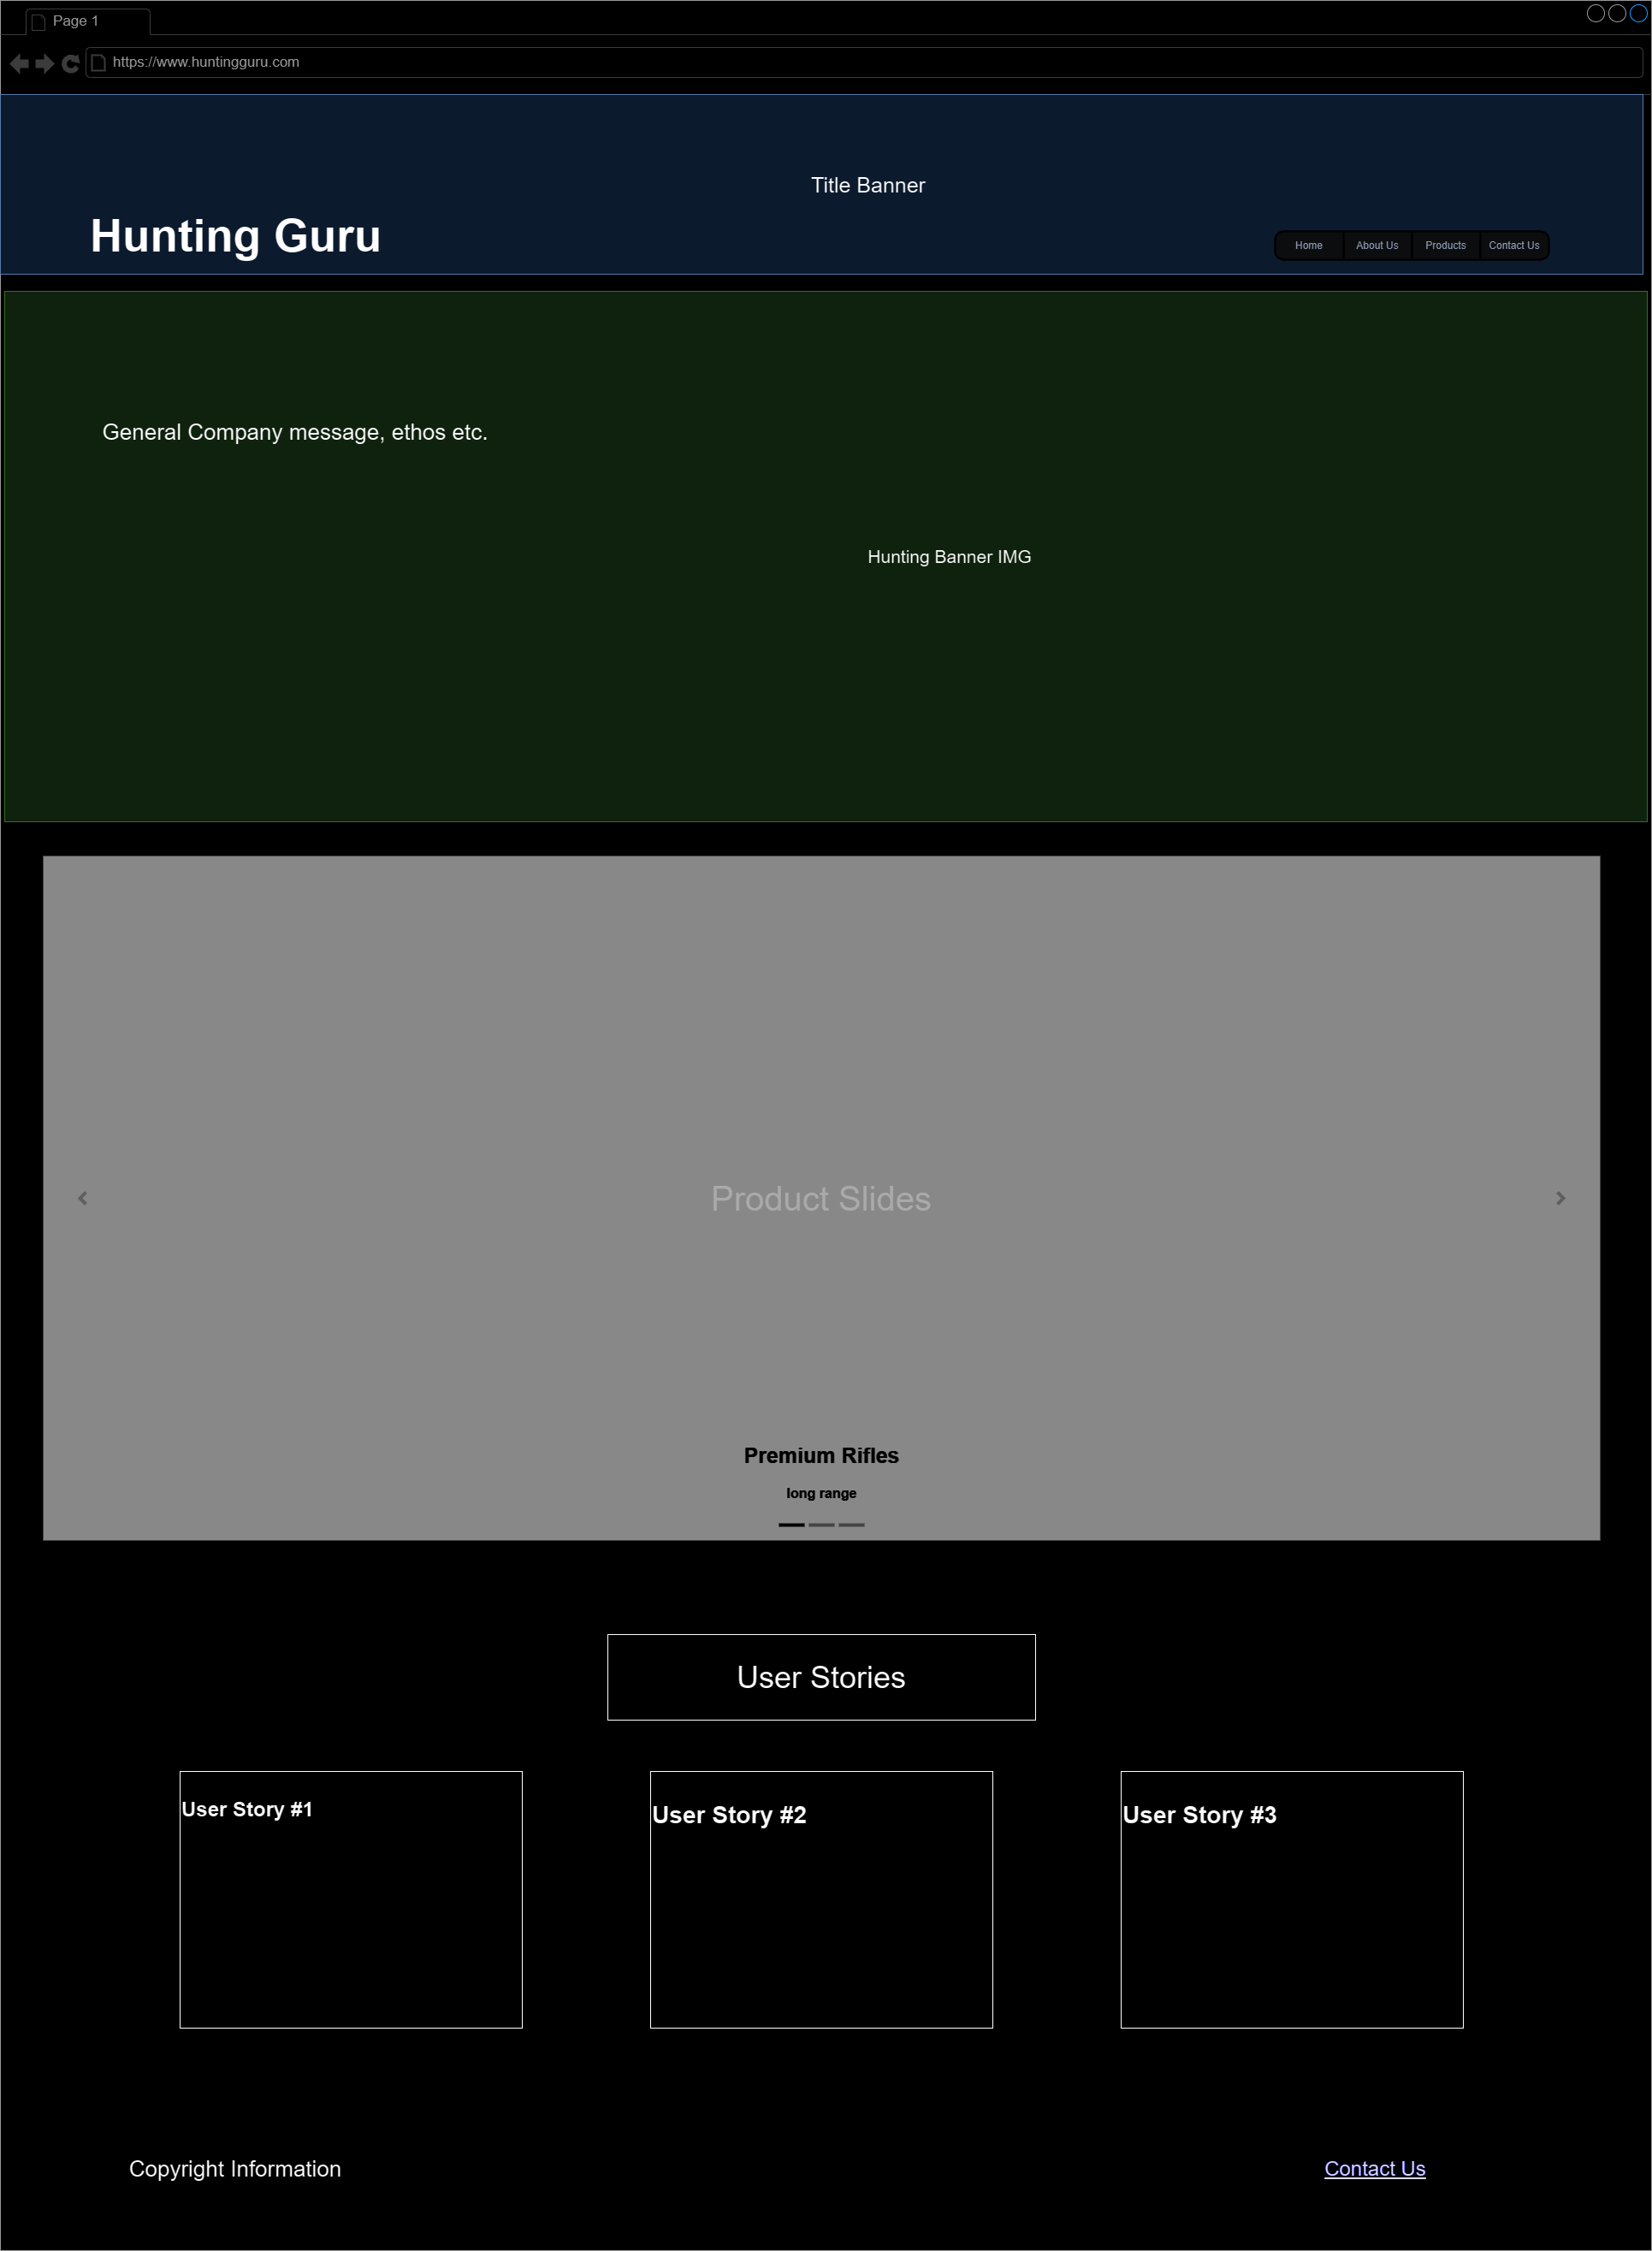 Page 1
https://www.huntingguru.com
Title Banner
Hunting Guru
Home
About Us
Products
Contact Us
General Company message, ethos etc.
Hunting Banner IMG
Product Slides
Premium Rifles
long range
User Stories
User Story #1
User Story #2
User Story #3
Copyright Information
Contact Us